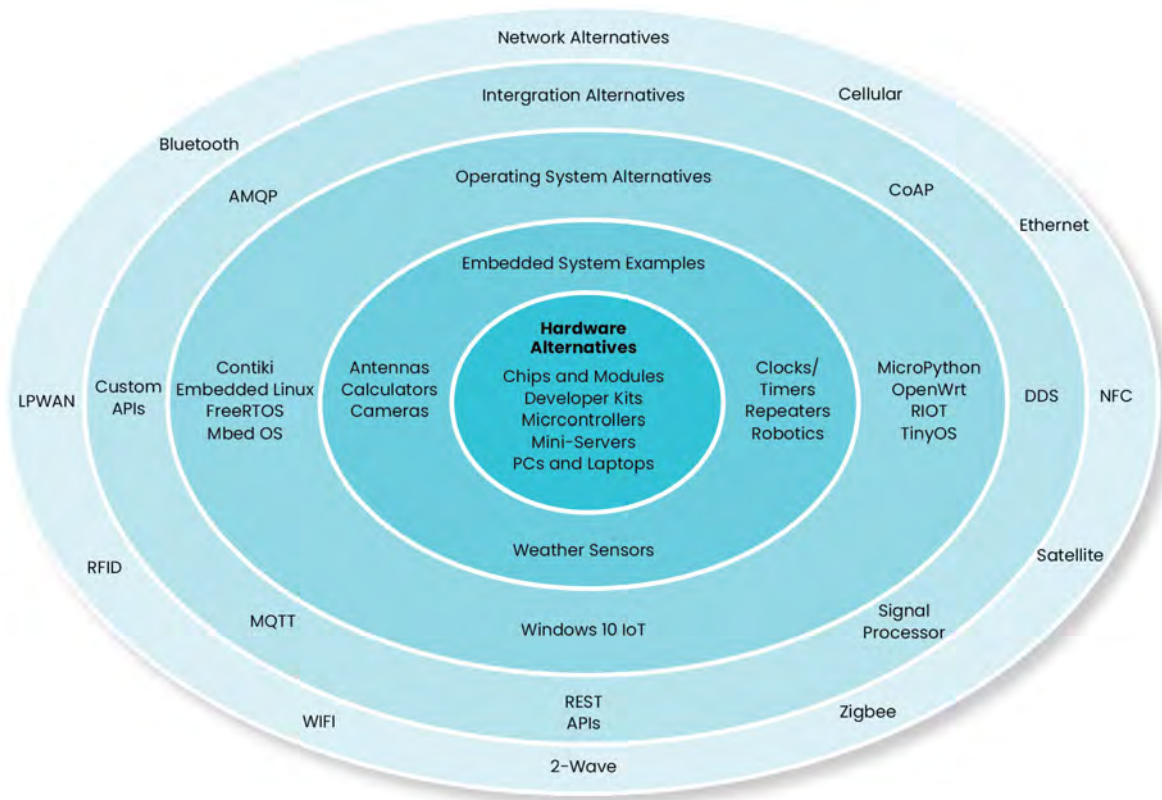 Network Alternatives
Cellular
Intergration Alternatives
Bluetooth
Operating System Alternatives
AMQP
CoAP
Ethernet
Embedded System Examples
Hardware
Alternatives
Chips and Modules
Developer Kits
Micrcontrollers
Mini-Servers
PCs and Laptops
LPWAN
Custom
APIs
Contiki
Embedded Linux
FreeRTOS
Mbed OS
Antennas
Calculators
Cameras
Clocks/
Timers
Repeaters
Robotics
MicroPython
OpenWrt
RIOT
TinyOS
DDS
NFC
Weather Sensors
Satellite
RFID
MQTT
Windows 10 IoT
Signal
Processor
REST
APIs
WIFI
Zigbee
2-Wave